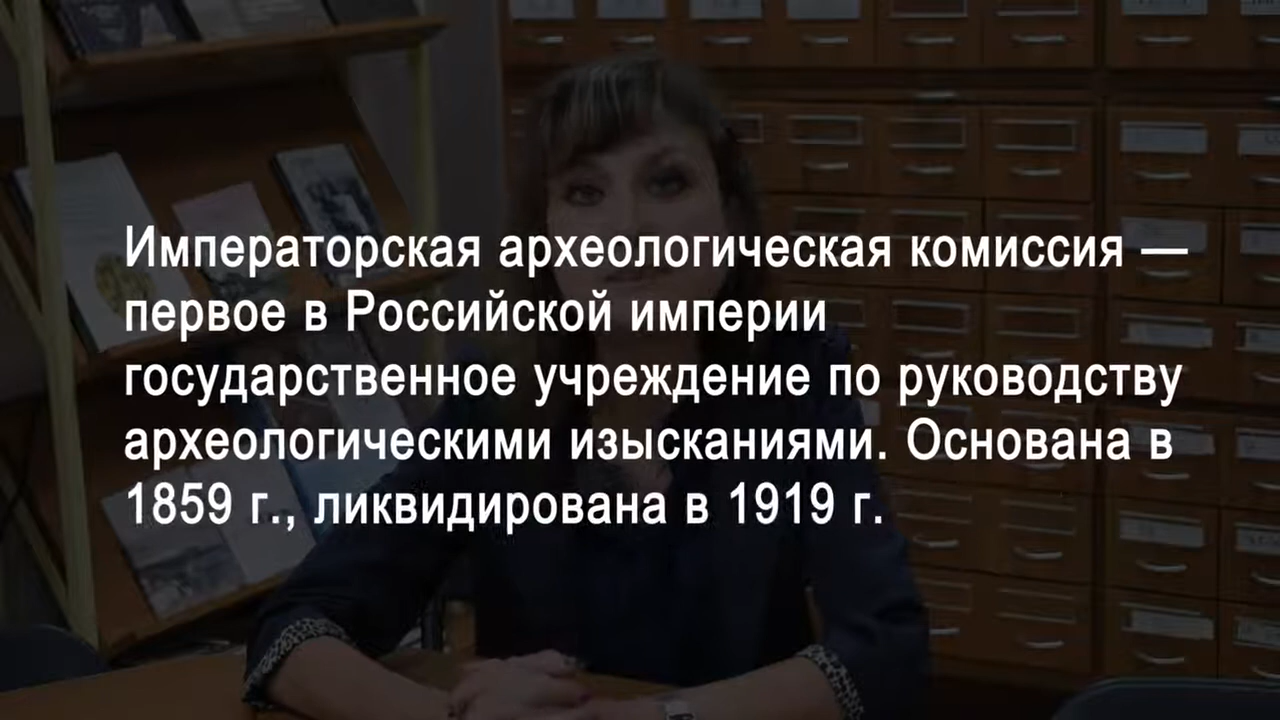 Императорская археологическая комиссия —
первое в Российской империи
государственное учреждение по руководству
археологическими изысканиями. Основана в
1859 г., ликвидирована в 1919 г.